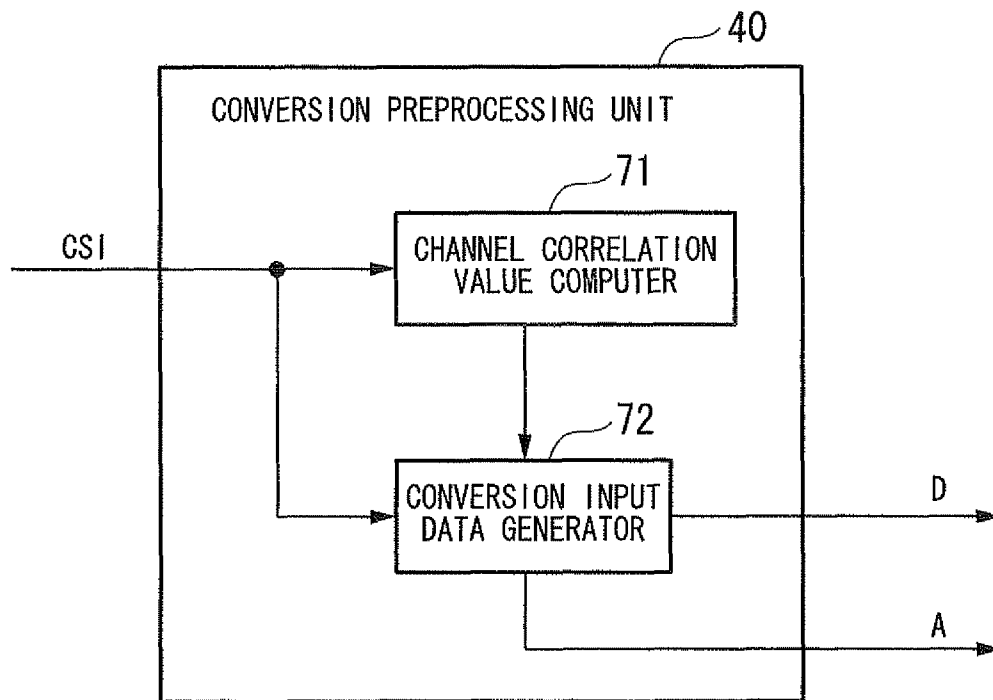 40
CONVERSION PREPROCESSING UNIT
71
CSI
CHANNEL CORRELATION
VALUE COMPUTER
72
CONVERSION INPUT
DATA GENERATOR
D
A